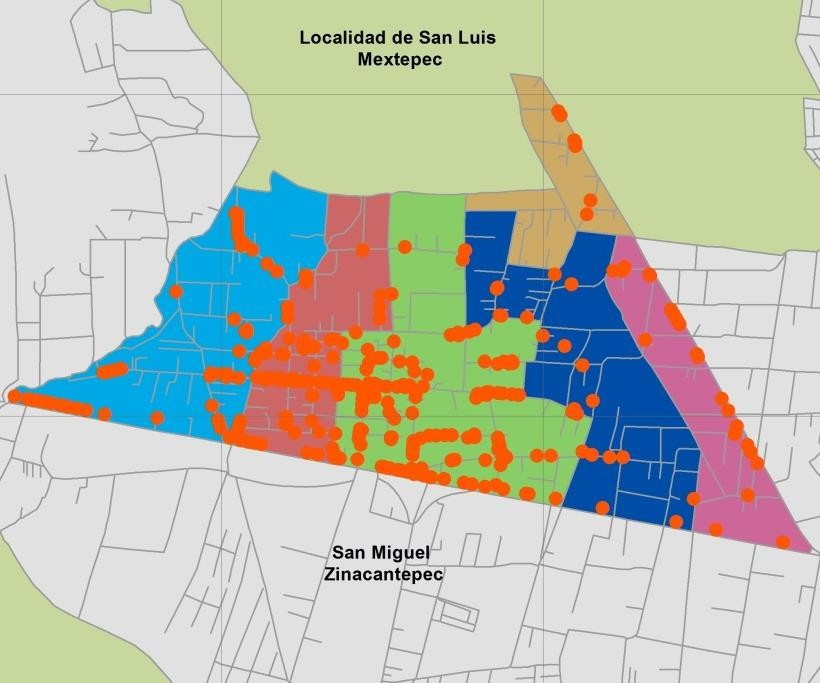 Localidad de San Luis
Mextepec
San Miguel
Zinacantepec